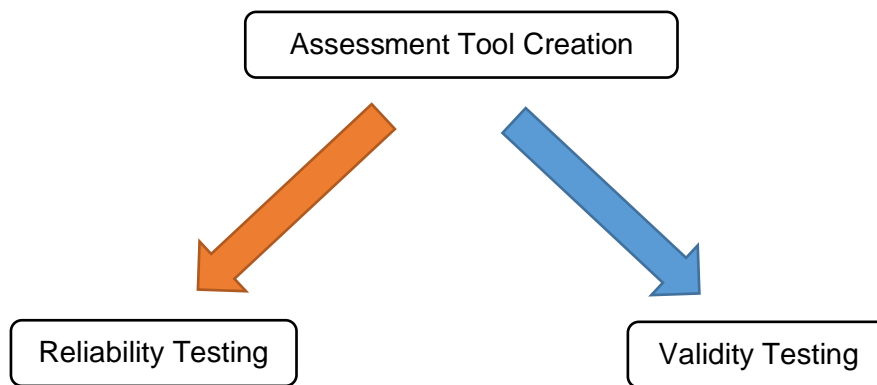 Assessment Tool Creation
Reliability Testing
Validity Testing